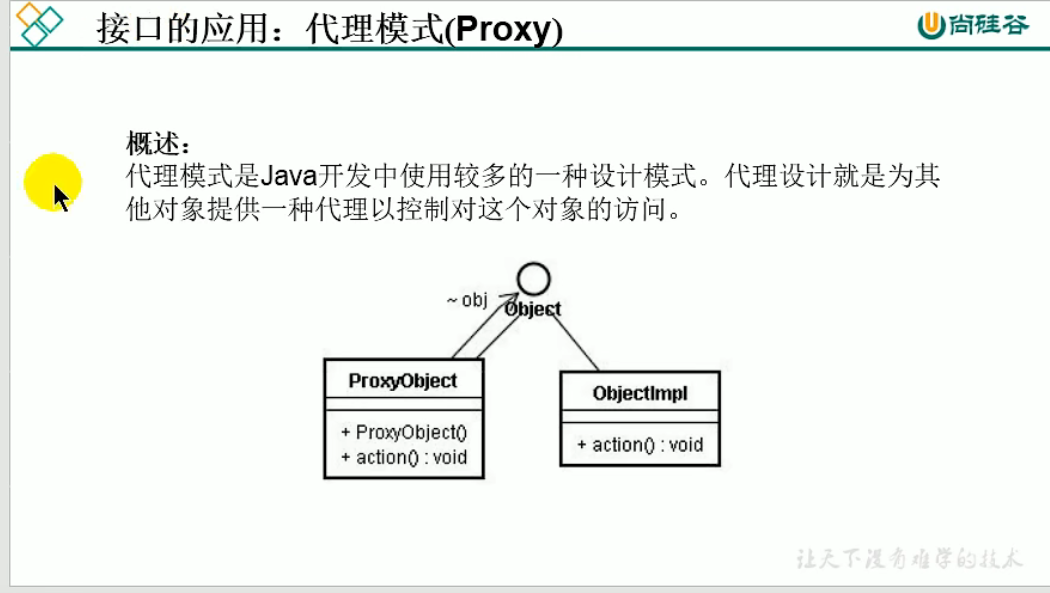 接口的应用：代理模式(Proxy)
尚硅谷
概述：
代理模式是Java开发中使用较多的一种设计模式。代理设计就是为其
他对象提供一种代理以控制对这个对象的访问。
~ obj
Object
ProxyObject
+ ProxyObject()
+ action() : void
ObjectImpl
+ action() : void
让天下没有难学的技术